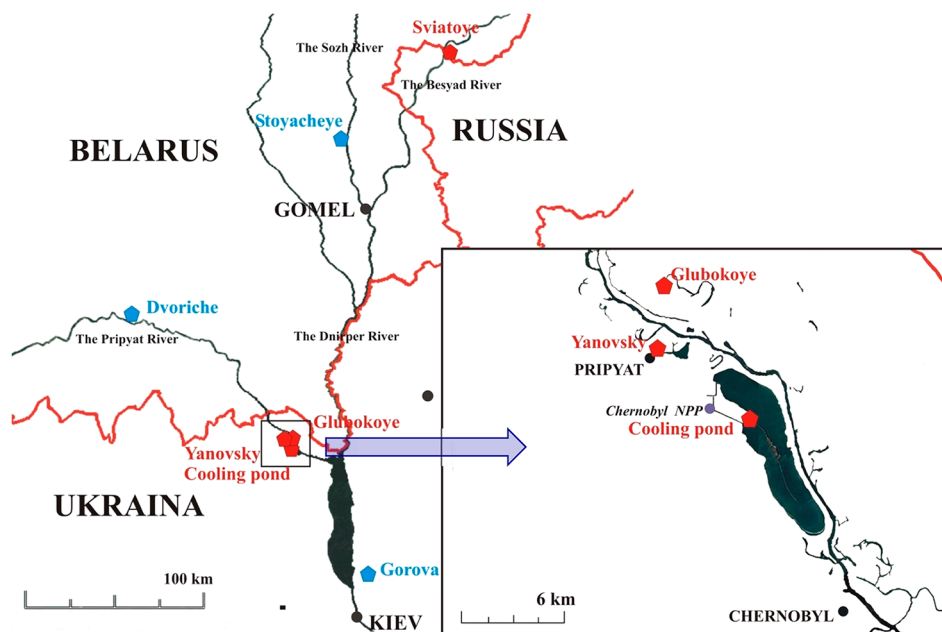 Sviatoye
The Sozh River
The Besyad River
Stoyacheye
RUSSIA
BELARUS
GOMEL
Dvoriche
The Pripyat River
The Dnirper River
Glubokoye
Yanovsky
Cooling pond
UKRAINA
100 km
Gorova
KIEV
Glubokoye
Yanovsky
PRIPYAT
Chernobyl NPP
Cooling pond
6 km
CHERNOBYL